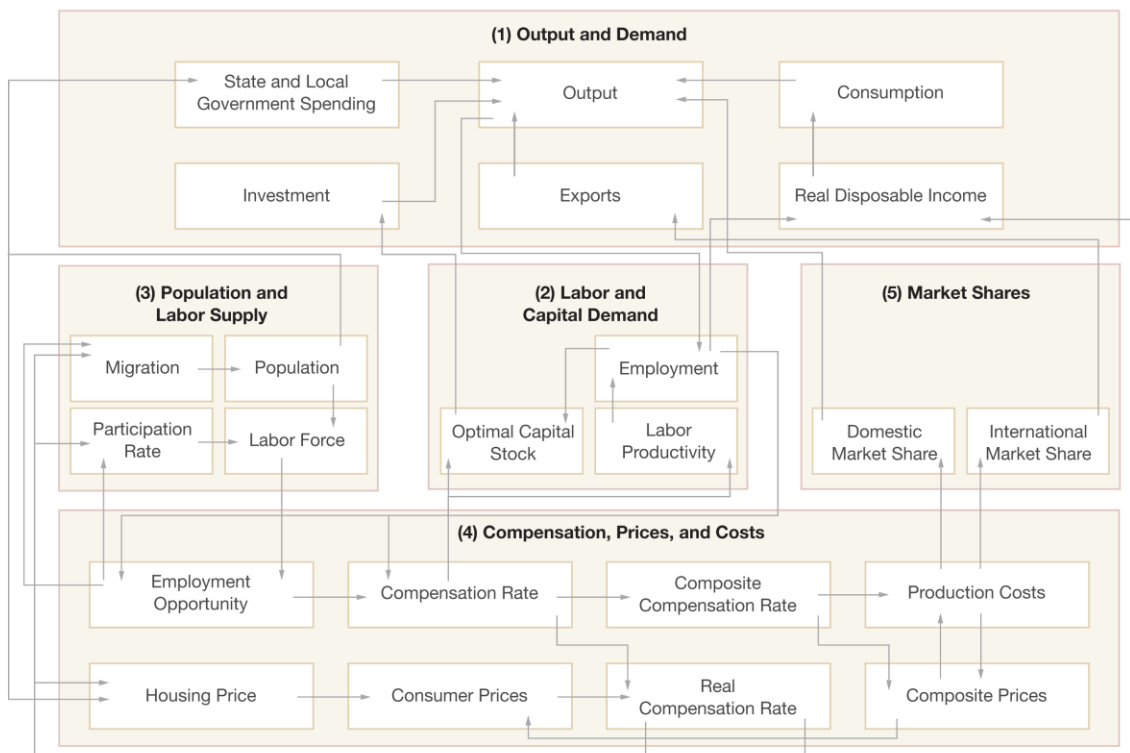 (1) Output and Demand
State and Local
Government Spending
Output
Consumption
Investment
Exports
Real Disposable Income
(3) Population and
Labor Supply
Migration
Population
Participation
Rate
Labor Force
(2) Labor and
Capital Demand
Employment
Optimal Capital
Stock
Labor
Productivity
(5) Market Shares
Domestic
Market Share
International
Market Share
(4) Compensation, Prices, and Costs
Employment
Opportunity
Compensation Rate
Composite
Compensation Rate
Production Costs
Housing Price
Consumer Prices
Real
Compensation Rate
Composite Prices